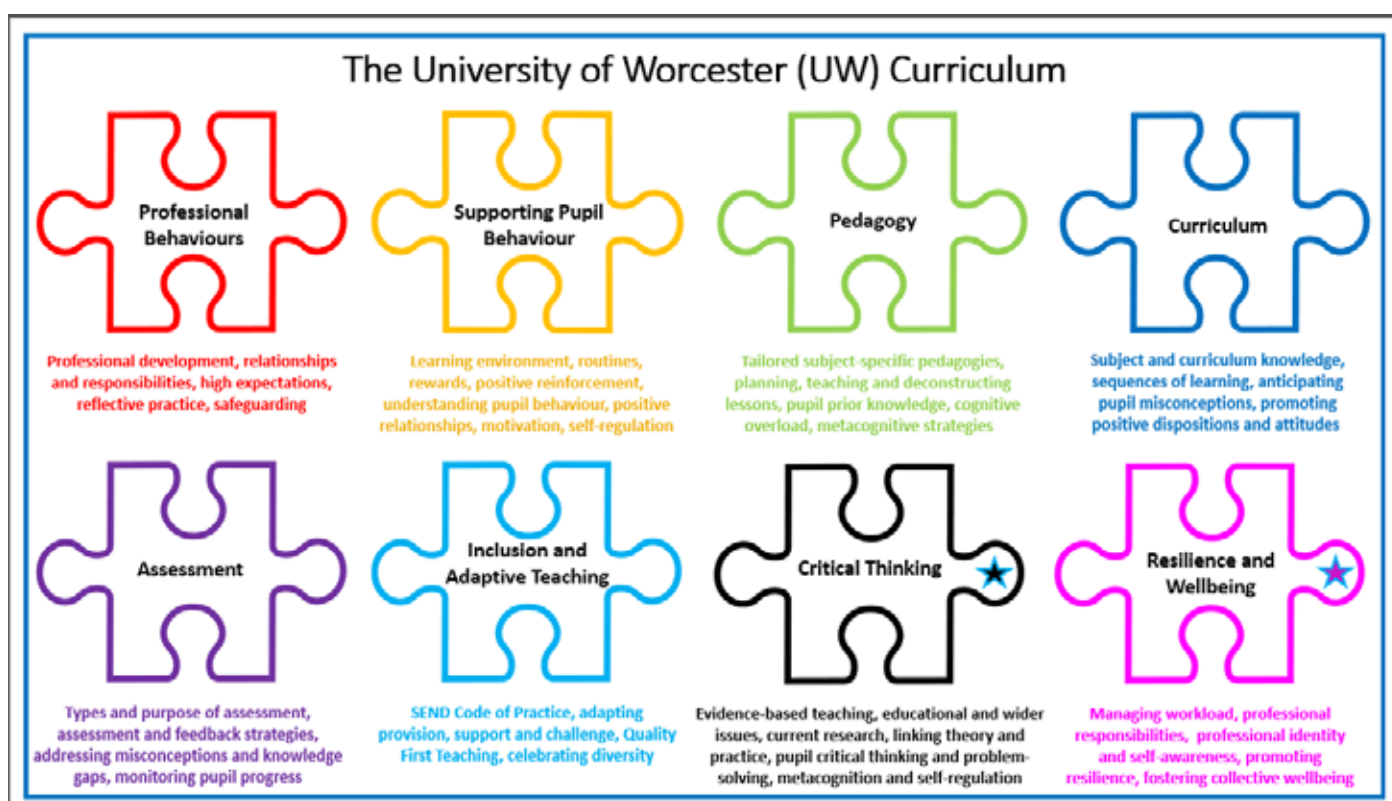 The University of Worcester (UW) Curriculum
Professional
Behaviours
Professional development, relationships
and responsibilities, high expectations,
reflective practice, safeguarding
Supporting Pupil
Behaviour
Learning environment, routines,
rewards, positive reinforcement,
understanding pupil behaviour, positive
relationships, motivation, self-regulation
Pedagogy
Tailored subject-specific pedagogies,
planning, teaching and deconstructing
lessons, pupil prior knowledge, cognitive
overload, metacognitive strategies
Curriculum
Subject and curriculum knowledge,
sequences of learning, anticipating
pupil misconceptions, promoting
positive dispositions and attitudes
Assessment
Types and purpose of assessment,
assessment and feedback strategies,
addressing misconceptions and knowledge
gaps, monitoring pupil progress
Inclusion and
Adaptive Teaching
SEND Code of Practice, adapting
provision, support and challenge, Quality
First Teaching, celebrating diversity
Critical Thinking
Evidence-based teaching, educational and wider
issues, current research, linking theory and
practice, pupil critical thinking and problem-
solving, metacognition and self-regulation
Resilience and
Wellbeing
Managing workload, professional
responsibilities, professional identity
and self-awareness, promoting
resilience, fostering collective wellbeing